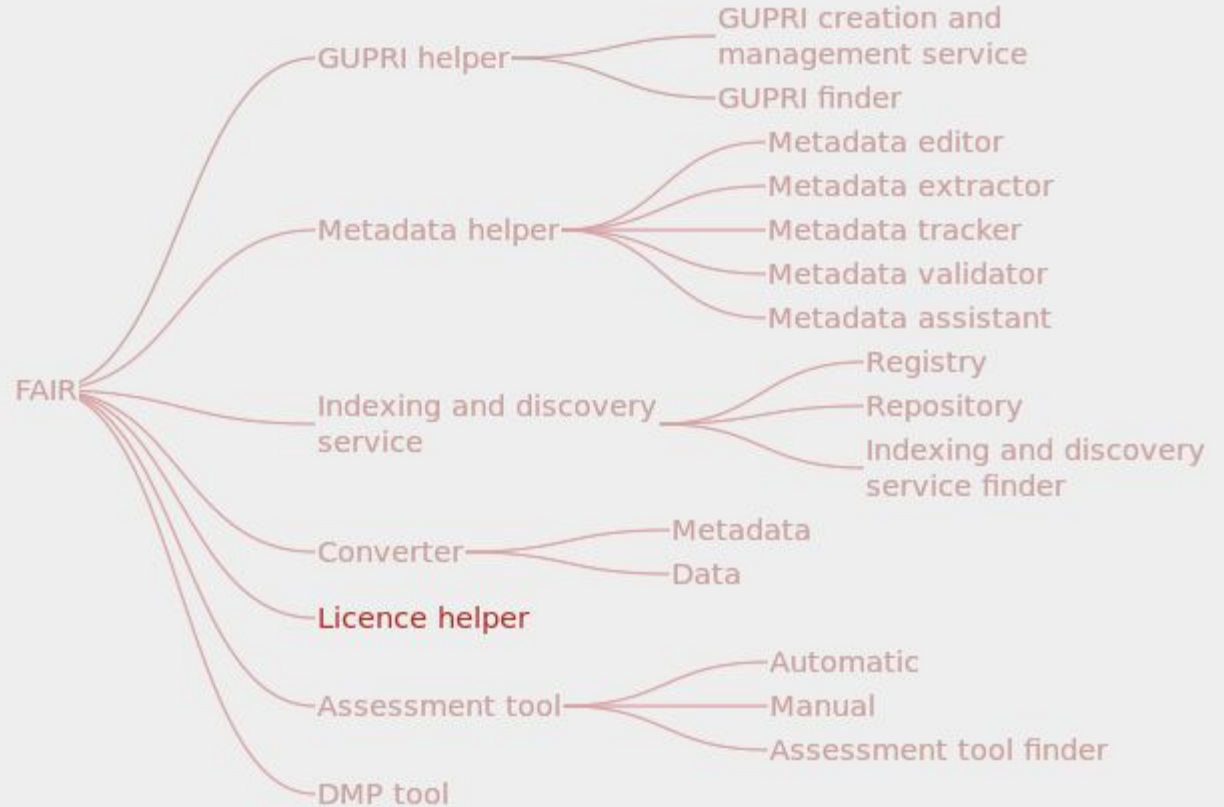 GUPRI creation and
management service
GUPRI helper
GUPRI finder
Metadata editor
Metadata extractor
Metadata helper
Metadata tracker
Metadata validator
Metadata assistant
Registry
FAIR
Indexing and discovery
service
Repository
Indexing and discovery
service finder
Metadata
Converter
Data
Licence helper
Automatic
Assessment tool
Manual
Assessment tool finder
DMP tool